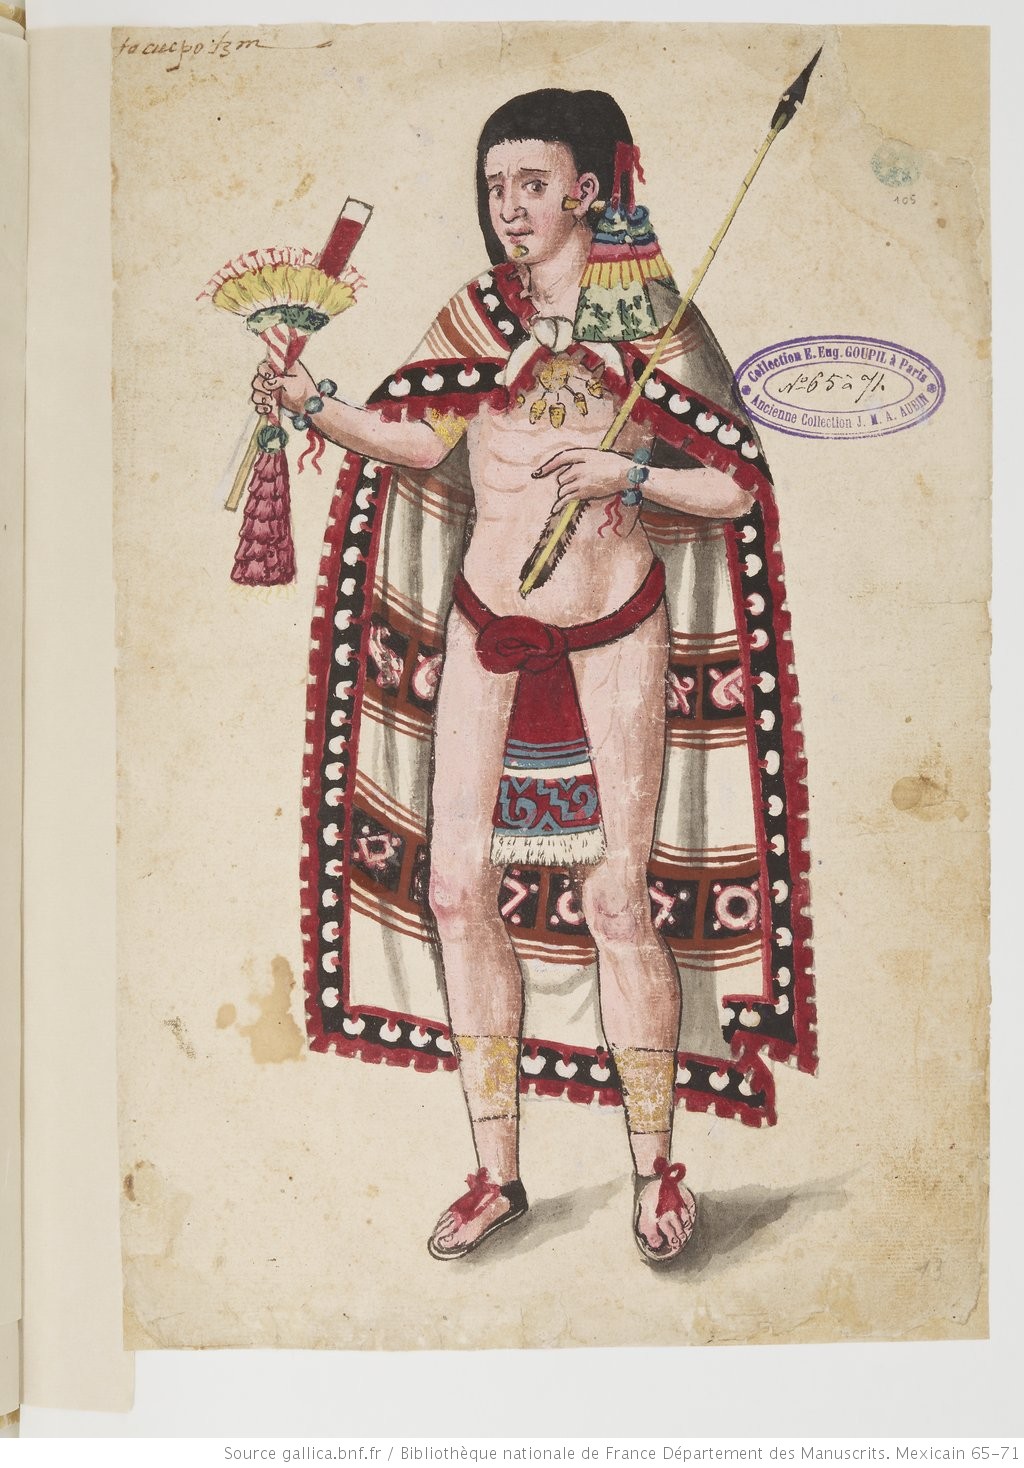 105
Collection E. Eug. GOUPIL à Paris
Nº 65 à 71.
Ancienne Collection J. M. A. AUBIN
13
Source gallica.bnf.fr / Bibliothèque nationale de France Département des Manuscrits. Mexicain 65-71